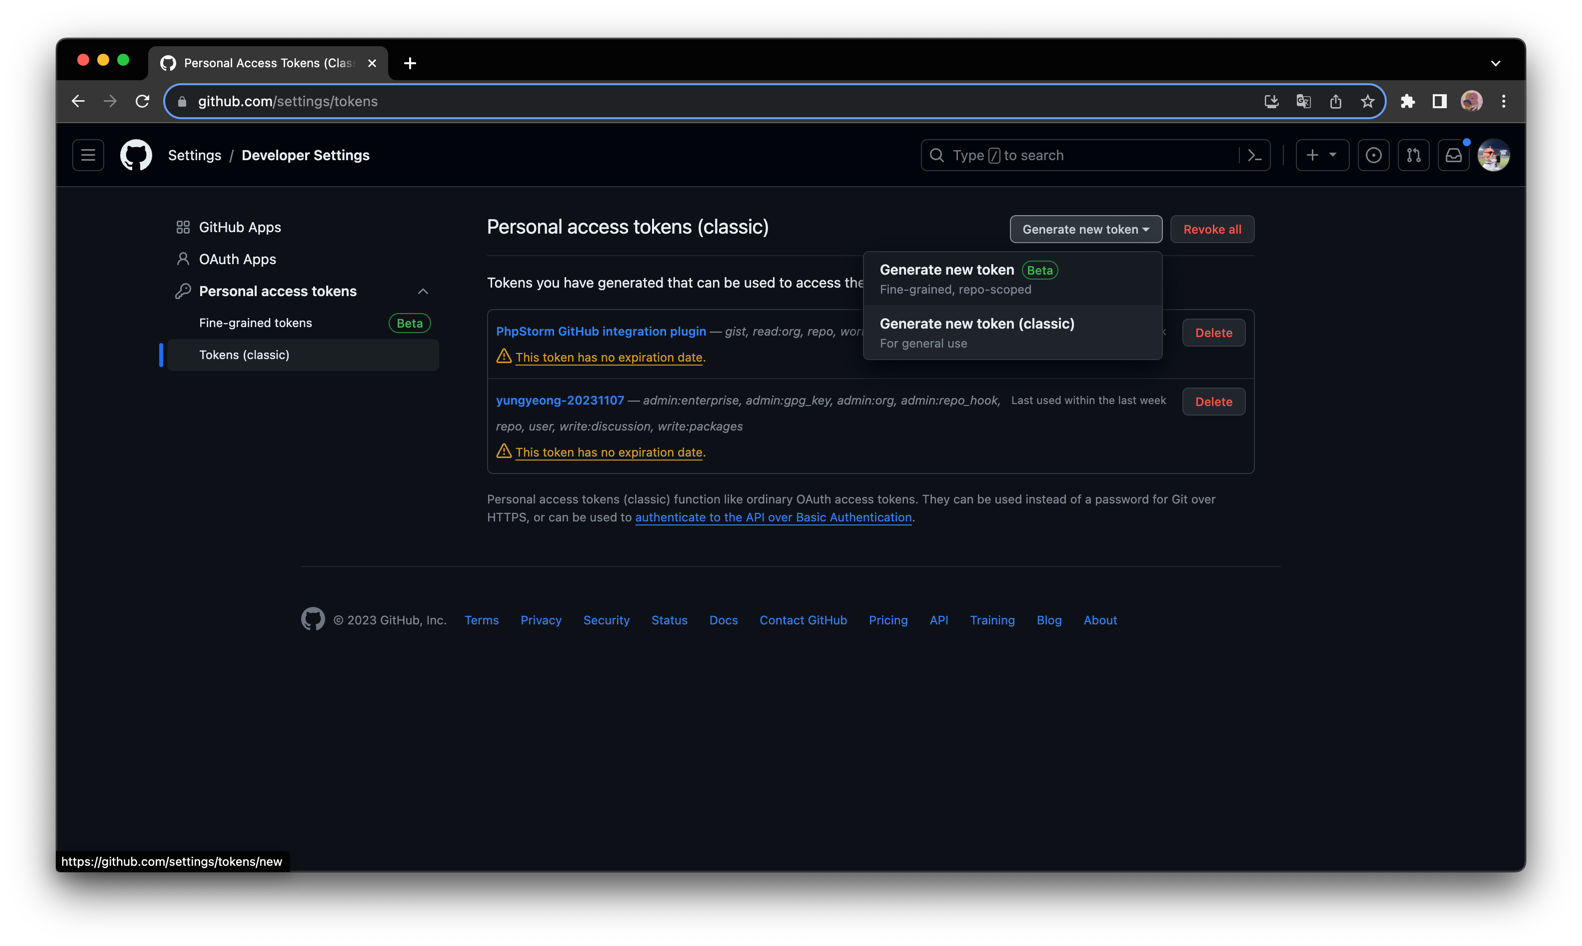 Personal Access Tokens (Clas
github.com/settings/tokens
Settings / Developer Settings
Type / to search
GitHub Apps
OAuth Apps
Personal access tokens
Fine-grained tokens Beta
Tokens (classic)
Personal access tokens (classic)
Generate new token
Revoke all
Generate new token Beta
Fine-grained, repo-scoped
Generate new token (classic)
For general use
Tokens you have generated that can be used to access the
PhpStorm GitHub integration plugin — gist, read:org, repo, wor
Delete
This token has no expiration date.
yungyeong-20231107 — admin:enterprise, admin:gpg_key, admin:org, admin:repo_hook, Last used within the last week
Delete
repo, user, write:discussion, write:packages
This token has no expiration date.
Personal access tokens (classic) function like ordinary OAuth access tokens. They can be used instead of a password for Git over
HTTPS, or can be used to authenticate to the API over Basic Authentication.
© 2023 GitHub, Inc. Terms Privacy Security Status Docs Contact GitHub Pricing API Training Blog About
https://github.com/settings/tokens/new